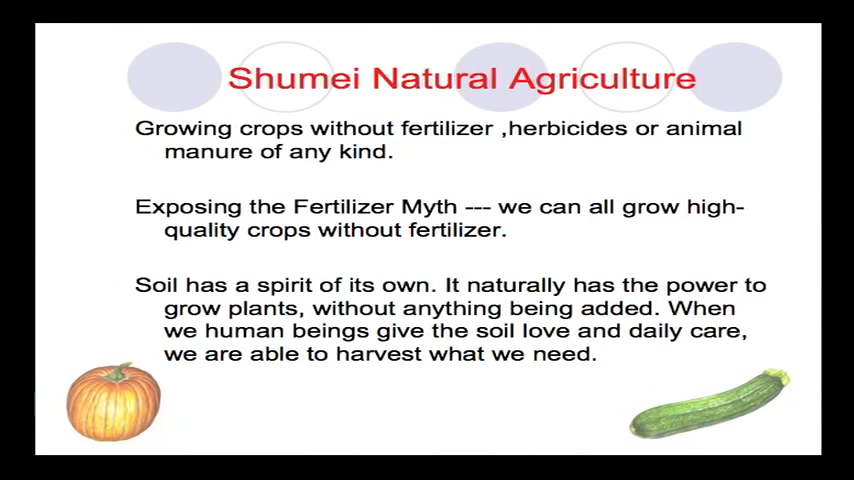 Shumei Natural Agriculture
Growing crops without fertilizer ,herbicides or animal
manure of any kind.
Exposing the Fertilizer Myth --- we can all grow high-
quality crops without fertilizer.
Soil has a spirit of its own. It naturally has the power to
grow plants, without anything being added. When
we human beings give the soil love and daily care,
we are able to harvest what we need.